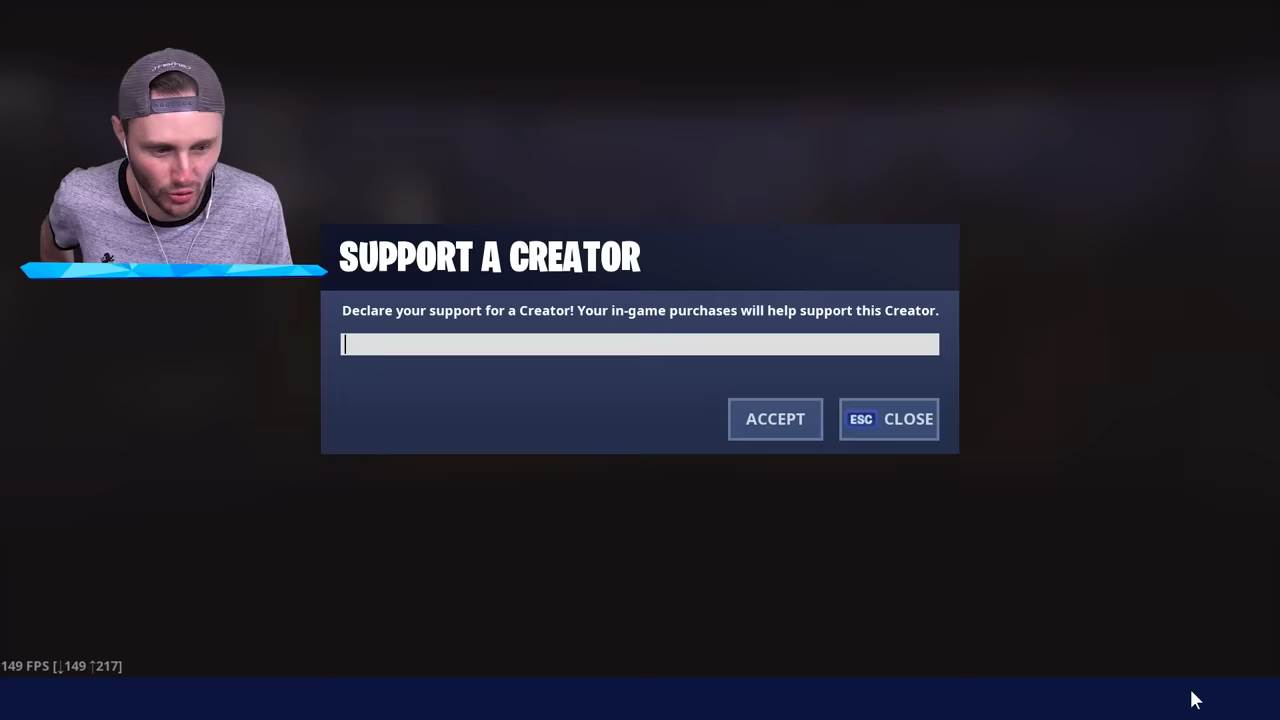 SUPPORT A CREATOR
Declare your support for a Creator! Your in-game purchases will help support this Creator.
ACCEPT
ESC CLOSE
149 FPS [↓149 ↑217]